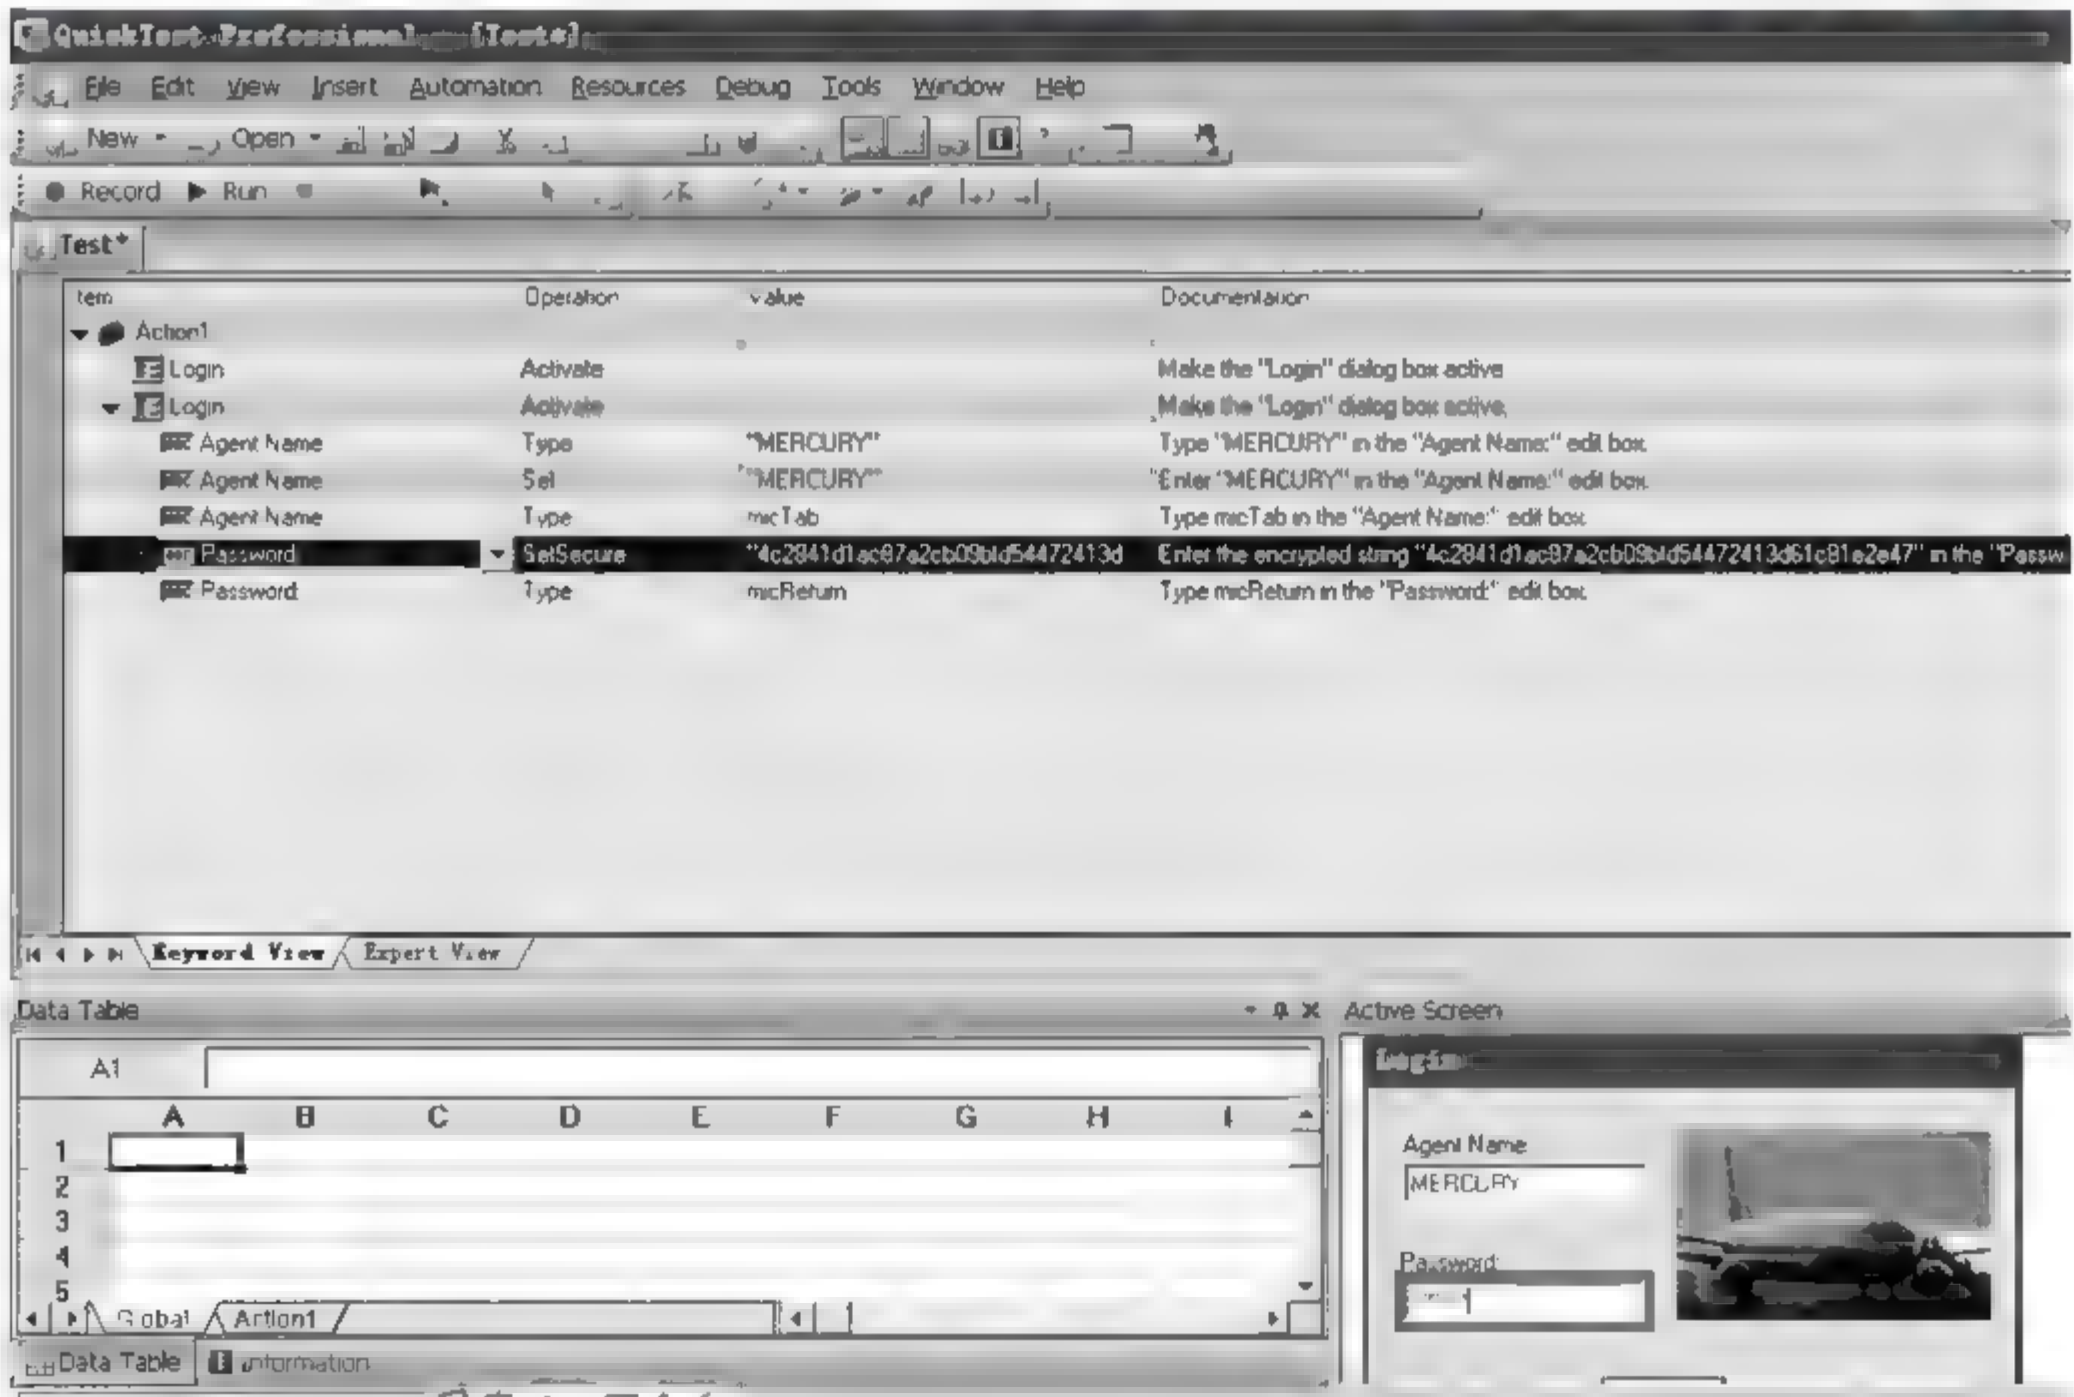 QuickTest Professional - [Test*]
File Edit View Insert Automation Resources Debug Tools Window Help
New Open
Record Run
Test*
Item Operation Value Documentation
Action1
Login Activate Make the "Login" dialog box active
Login Activate Make the "Login" dialog box active.
Agent Name Type "MERCURY" Type "MERCURY" in the "Agent Name:" edit box.
Agent Name Set "MERCURY" Enter "MERCURY" in the "Agent Name:" edit box.
Agent Name Type micTab Type micTab in the "Agent Name:" edit box.
Password SetSecure "4c2841d1ac87a2cb09bfd54472413d Enter the encrypted string "4c2841d1ac87a2cb09bfd54472413d61c81e2e47" in the "Passw
Password Type micReturn Type micReturn in the "Password:" edit box.
Keyword View Expert View
Data Table Active Screen
A1
Login
A B C D E F G H I
1
2
3
4
5
Agent Name
MERCURY
Password:
Global Action1
Data Table Information